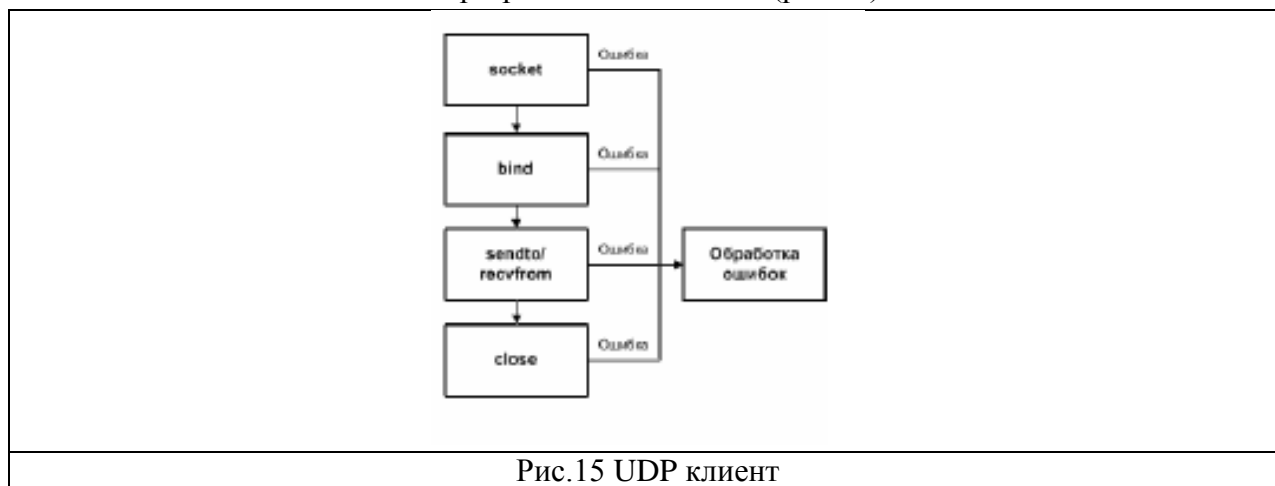 socket
Ошибка
bind
Ошибка
sendto/
recvfrom
Ошибка
Обработка
ошибок
close
Ошибка
Рис.15 UDP клиент